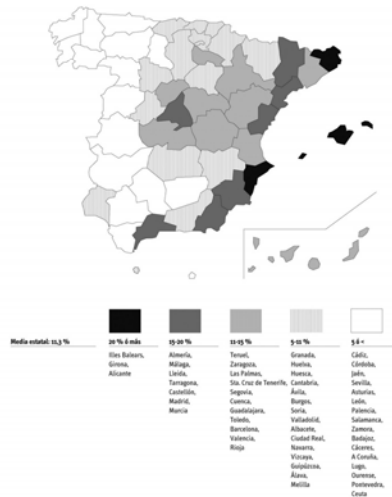 Media estatal: 11,3 %
20 % ó más
15-20 %
11-15 %
5-11 %
5 ó <
Illes Balears,
Girona,
Alicante
Almería,
Málaga,
Lleida,
Tarragona,
Castellón,
Madrid,
Murcia
Teruel,
Zaragoza,
Las Palmas,
Sta. Cruz de Tenerife,
Segovia,
Cuenca,
Guadalajara,
Toledo,
Barcelona,
Valencia,
Rioja
Granada,
Huelva,
Huesca,
Cantabria,
Ávila,
Burgos,
Soria,
Valladolid,
Albacete,
Ciudad Real,
Navarra,
Vizcaya,
Guipúzcoa,
Álava,
Melilla
Cádiz,
Córdoba,
Jaén,
Sevilla,
Asturias,
León,
Palencia,
Salamanca,
Zamora,
Badajoz,
Cáceres,
A Coruña,
Lugo,
Ourense,
Pontevedra,
Ceuta